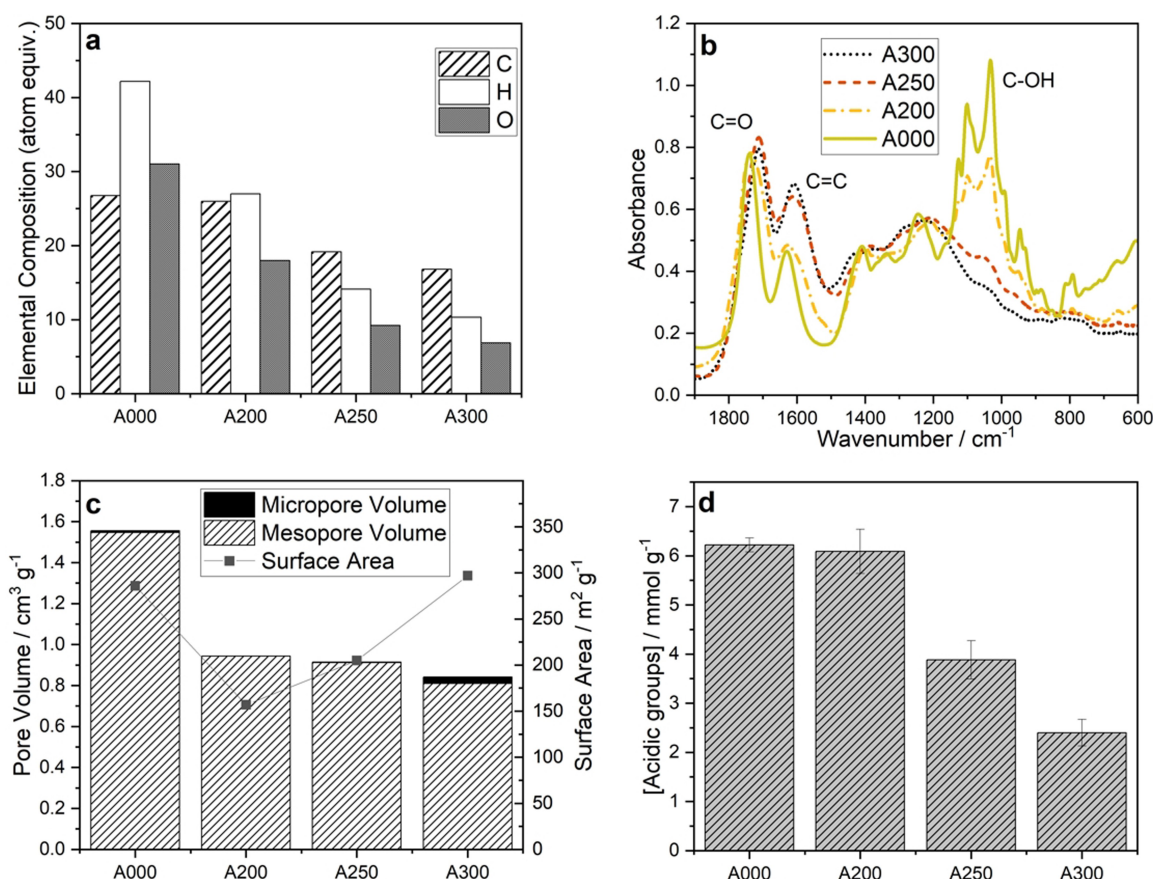 a
Elemental Composition (atom equiv.)
50
40
30
20
10
0
C
H
O
A000
A200
A250
A300
b
Absorbance
1.2
1.0
0.8
0.6
0.4
0.2
0.0
A300
A250
A200
A000
C=O
C=C
C-OH
1800
1600
1400
1200
1000
800
600
Wavenumber / cm⁻¹
c
Pore Volume / cm³ g⁻¹
1.8
1.6
1.4
1.2
1.0
0.8
0.6
0.4
0.2
0.0
Micropore Volume
Mesopore Volume
Surface Area
350
300
250
200
150
100
50
0
Surface Area / m² g⁻¹
A000
A200
A250
A300
d
[Acidic groups] / mmol g⁻¹
7
6
5
4
3
2
1
0
A000
A200
A250
A300